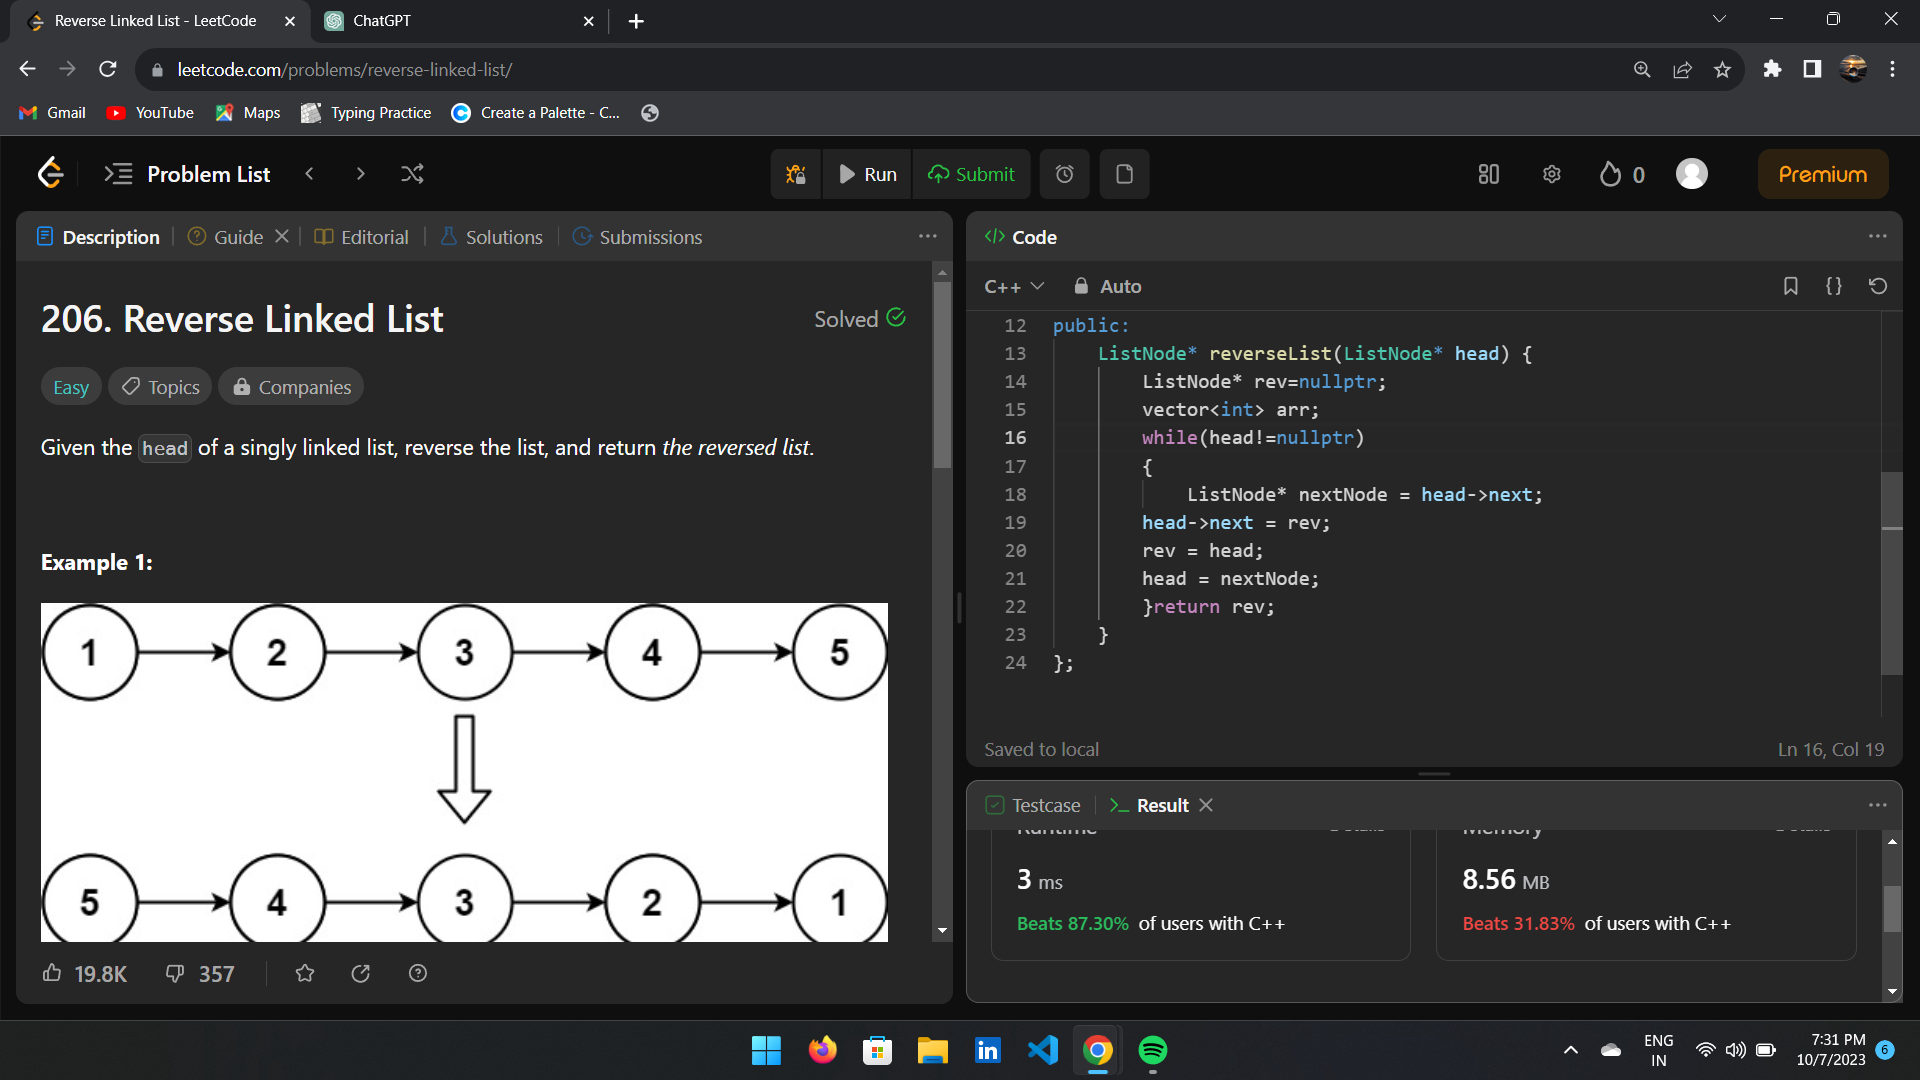 Reverse Linked List - LeetCode
ChatGPT
leetcode.com/problems/reverse-linked-list/
Gmail
YouTube
Maps
Typing Practice
Create a Palette - C...
Problem List
Run
Submit
0
Premium
Description
Guide
Editorial
Solutions
Submissions
206. Reverse Linked List
Solved
Easy
Topics
Companies
Given the head of a singly linked list, reverse the list, and return the reversed list.
Example 1:
1 2 3 4 5
5 4 3 2 1
19.8K
357
Code
C++
Auto
12 public:
13 ListNode* reverseList(ListNode* head) {
14 ListNode* rev=nullptr;
15 vector<int> arr;
16 while(head!=nullptr)
17 {
18 ListNode* nextNode = head->next;
19 head->next = rev;
20 rev = head;
21 head = nextNode;
22 }return rev;
23 }
24 };
Saved to local
Ln 16, Col 19
Testcase
Result
Runtime
Memory
3 ms
8.56 MB
Beats 87.30% of users with C++
Beats 31.83% of users with C++
ENG
IN
7:31 PM
10/7/2023
6